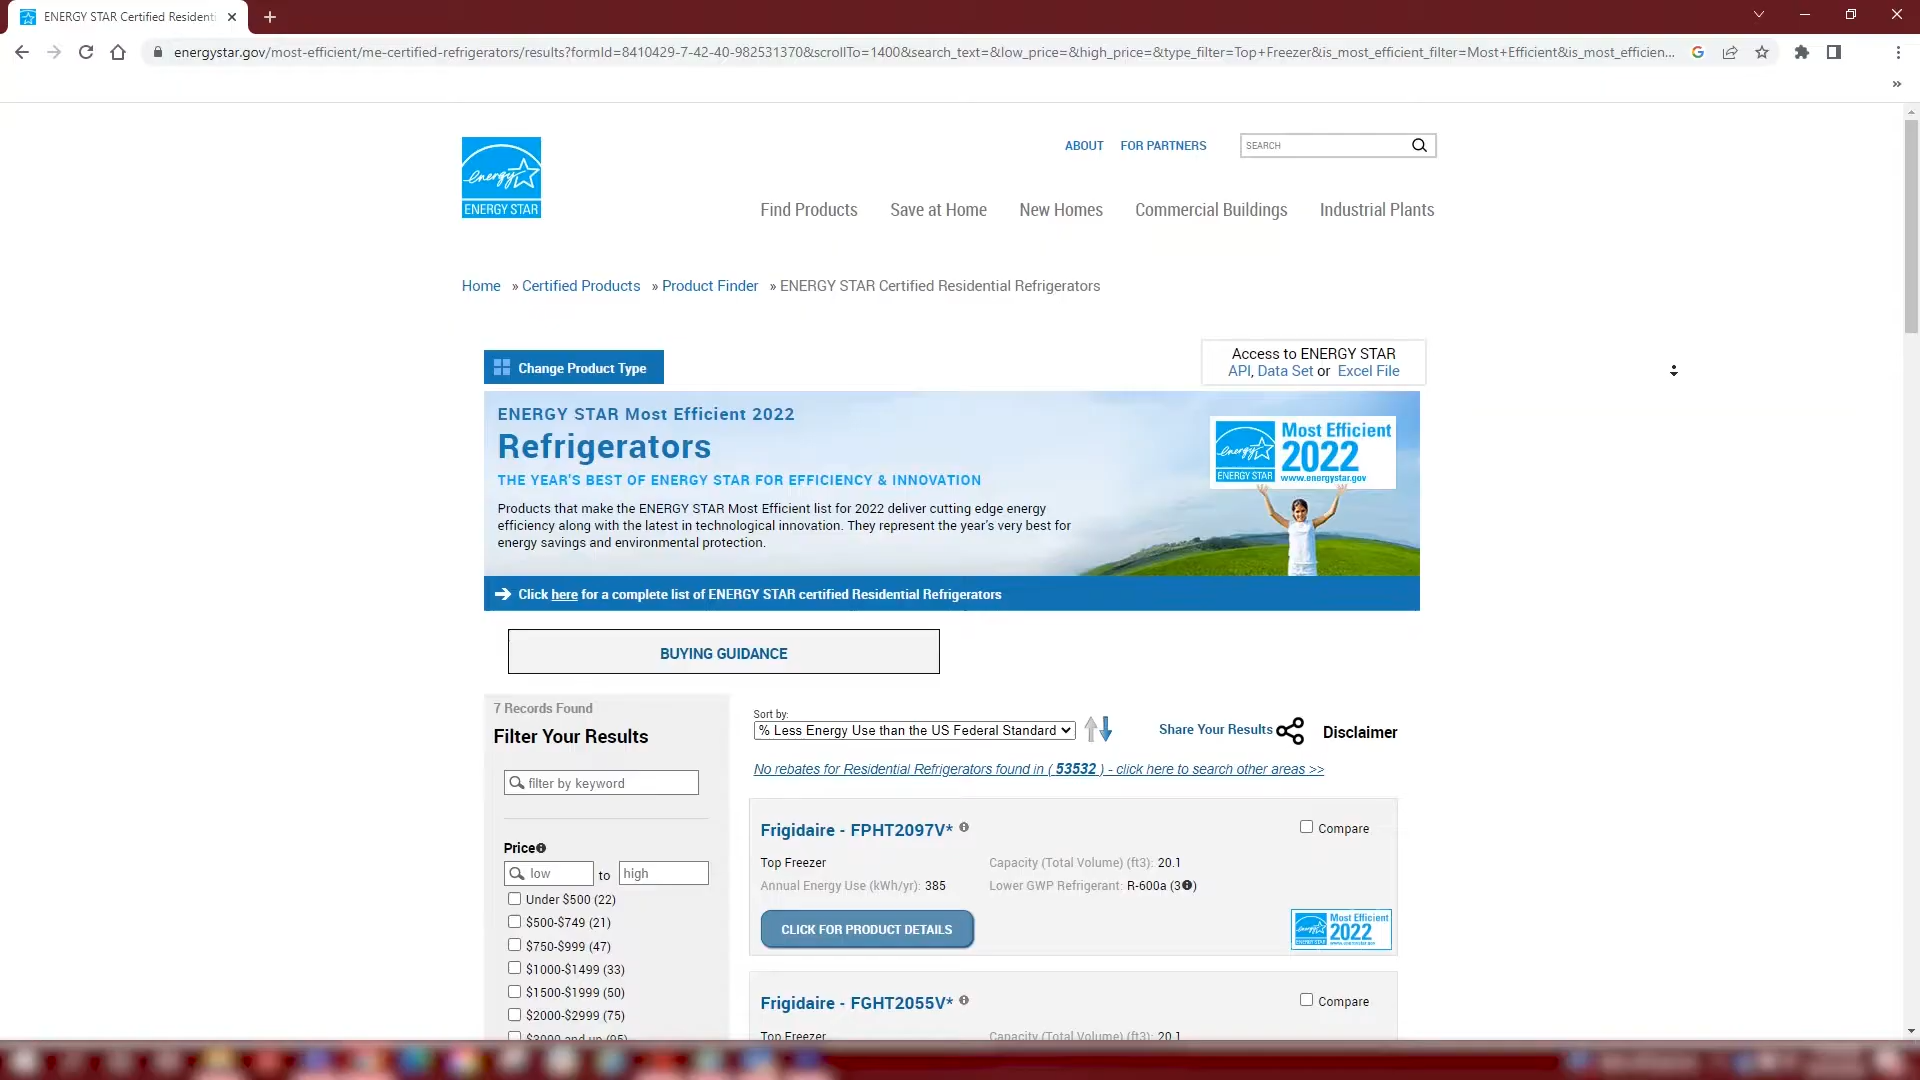 ENERGY STAR Certified Residenti
energystar.gov/most-efficient/me-certified-refrigerators/results?formId=8410429-7-42-40-982531370&scrollTo=1400&search_text=&low_price=&high_price=&type_filter=Top+Freezer&is_most_efficient_filter=Most+Efficient&is_most_efficien...
energy
ENERGY STAR
ABOUT FOR PARTNERS SEARCH
Find Products Save at Home New Homes Commercial Buildings Industrial Plants
Home » Certified Products » Product Finder » ENERGY STAR Certified Residential Refrigerators
Change Product Type
Access to ENERGY STAR
API, Data Set or Excel File
ENERGY STAR Most Efficient 2022
Refrigerators
THE YEAR'S BEST OF ENERGY STAR FOR EFFICIENCY & INNOVATION
Products that make the ENERGY STAR Most Efficient list for 2022 deliver cutting edge energy
efficiency along with the latest in technological innovation. They represent the year's very best for
energy savings and environmental protection.
energy
ENERGY STAR
Most Efficient
2022
www.energystar.gov
Click here for a complete list of ENERGY STAR certified Residential Refrigerators
BUYING GUIDANCE
7 Records Found
Filter Your Results
filter by keyword
Price
low to high
Under $500 (22)
$500-$749 (21)
$750-$999 (47)
$1000-$1499 (33)
$1500-$1999 (50)
$2000-$2999 (75)
$3000 and up (95)
Sort by:
% Less Energy Use than the US Federal Standard
Share Your Results
Disclaimer
No rebates for Residential Refrigerators found in ( 53532 ) - click here to search other areas >>
Frigidaire - FPHT2097V*
Compare
Top Freezer Capacity (Total Volume) (ft3): 20.1
Annual Energy Use (kWh/yr): 385 Lower GWP Refrigerant: R-600a (3)
CLICK FOR PRODUCT DETAILS
Most Efficient
2022
Frigidaire - FGHT2055V*
Compare
Top Freezer Capacity (Total Volume) (ft3): 20.1